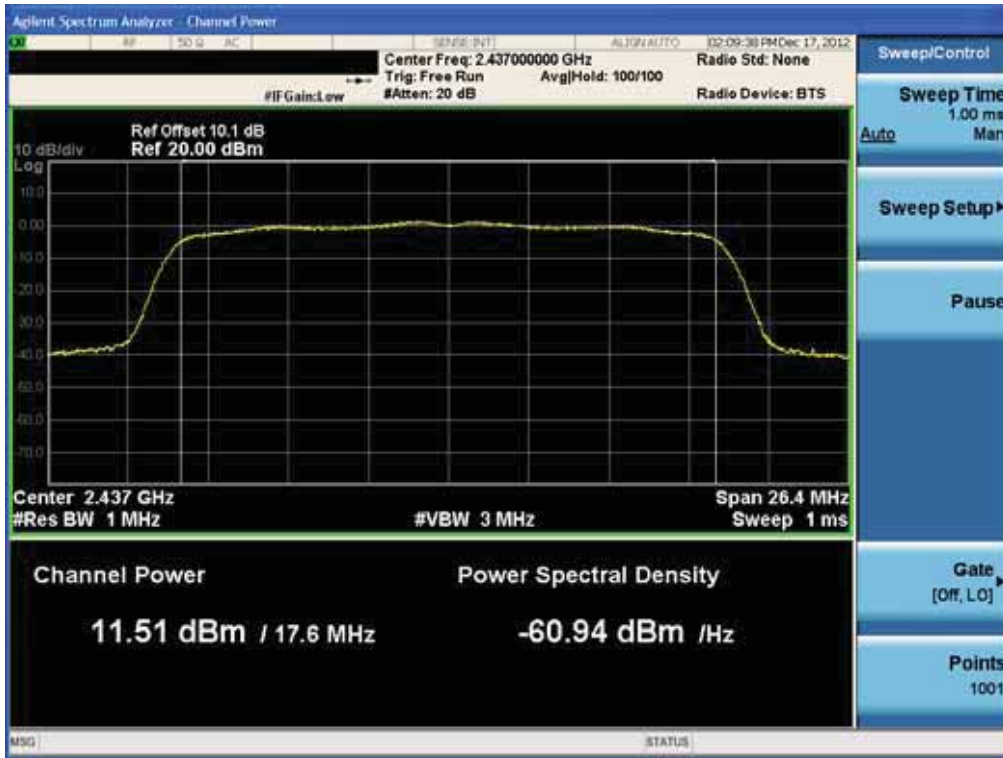 Agilent Spectrum Analyzer - Channel Power
RF 50 Ω AC SENSE:INT ALIGN AUTO 02:09:38 PM Dec 17, 2012
Center Freq: 2.437000000 GHz Radio Std: None
Trig: Free Run Avg|Hold: 100/100
#IFGain:Low #Atten: 20 dB Radio Device: BTS
Ref Offset 10.1 dB
10 dB/div Ref 20.00 dBm
Log
10.0
0.00
-10.0
-20.0
-30.0
-40.0
-50.0
-60.0
-70.0
Center 2.437 GHz Span 26.4 MHz
#Res BW 1 MHz #VBW 3 MHz Sweep 1 ms
Channel Power Power Spectral Density
11.51 dBm / 17.6 MHz -60.94 dBm /Hz
MSG STATUS
Sweep/Control
Sweep Time
1.00 ms
Auto Man
Sweep Setup
Pause
Gate
[Off, LO]
Points
1001